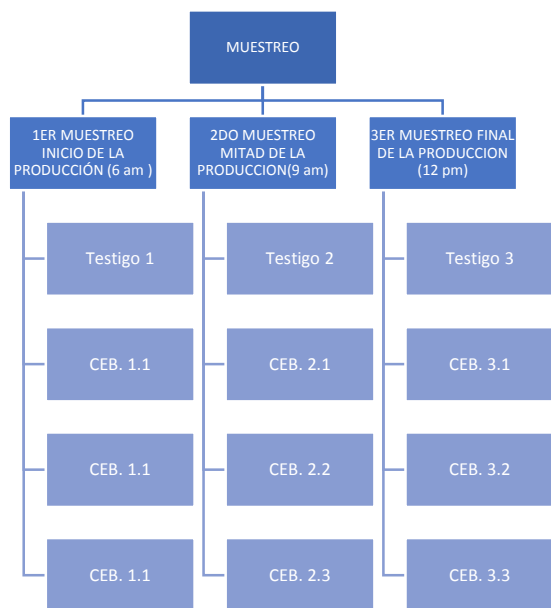 MUESTREO
1ER MUESTREO
INICIO DE LA
PRODUCCIÓN (6 am )
2DO MUESTREO
MITAD DE LA
PRODUCCION(9 am)
3ER MUESTREO FINAL
DE LA PRODUCCION
(12 pm)
Testigo 1
Testigo 2
Testigo 3
CEB. 1.1
CEB. 2.1
CEB. 3.1
CEB. 1.1
CEB. 2.2
CEB. 3.2
CEB. 1.1
CEB. 2.3
CEB. 3.3